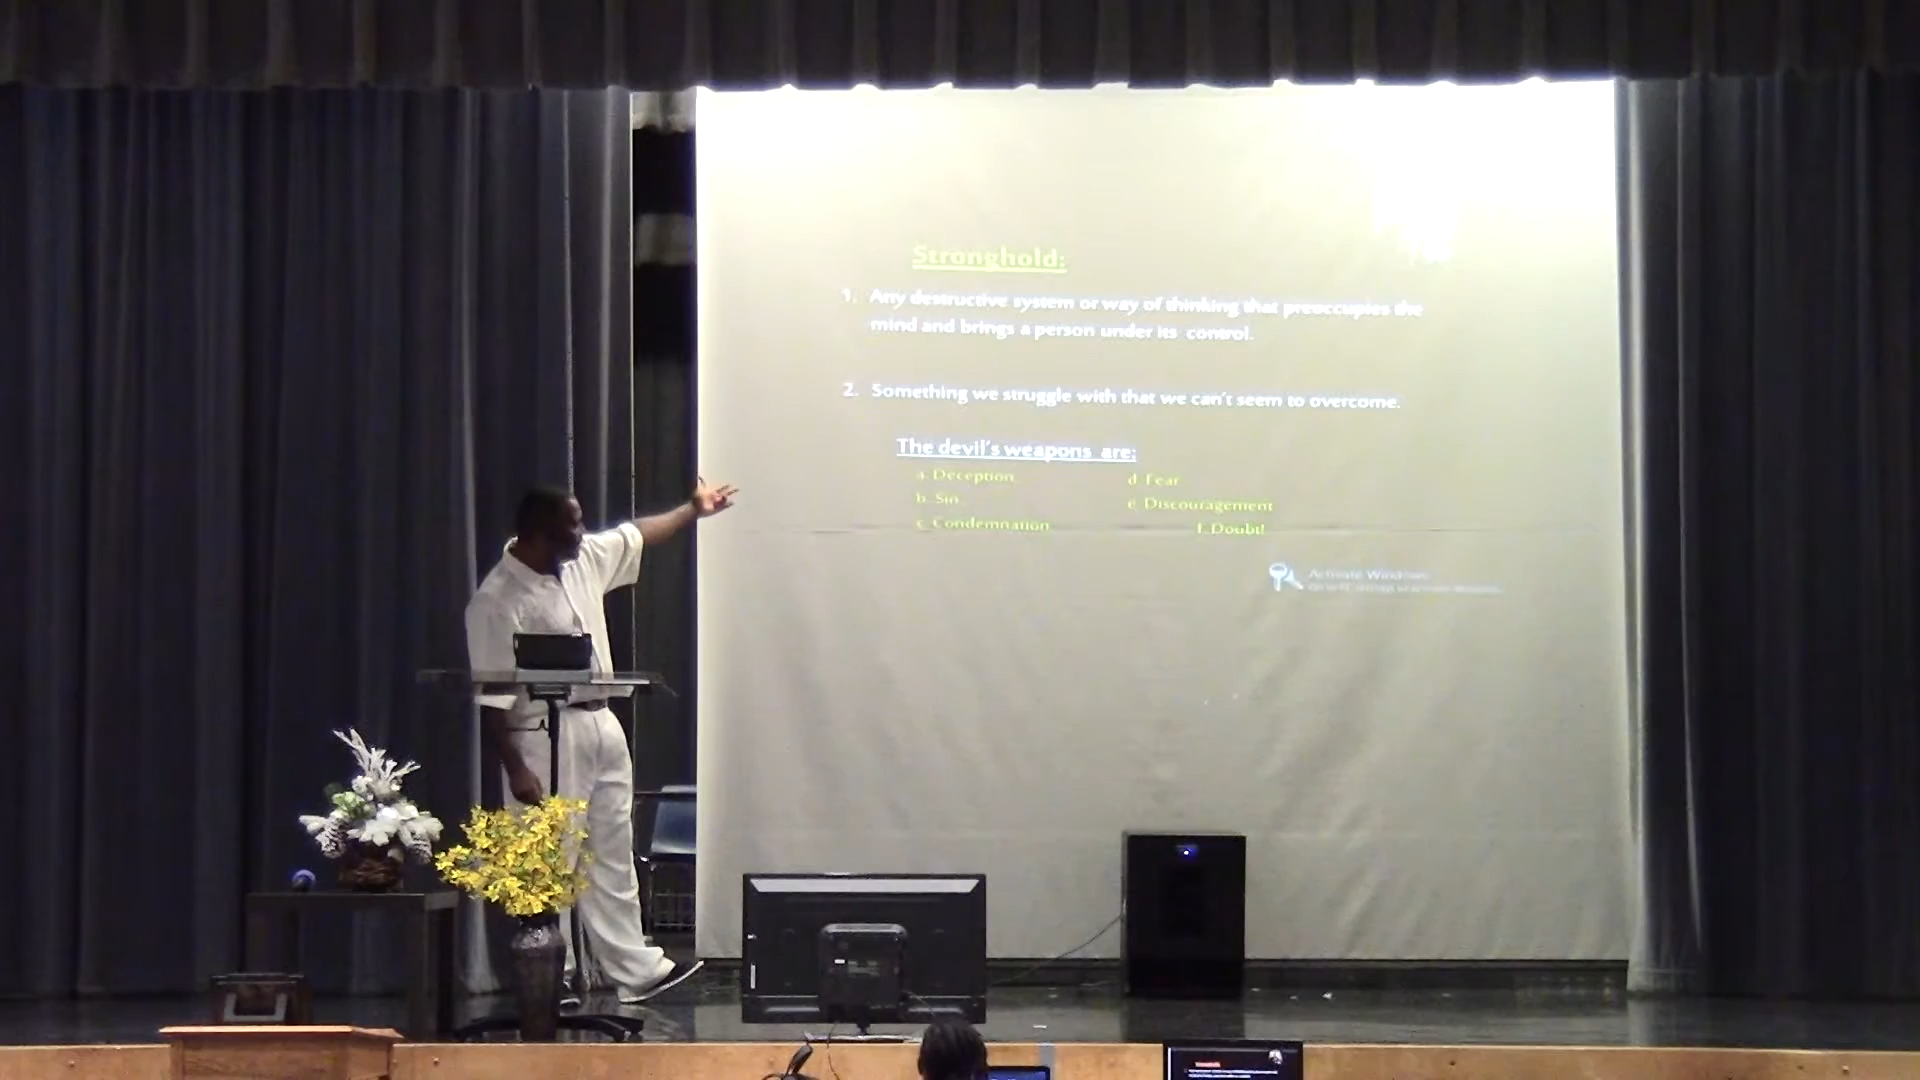 Stronghold:
1. Any destructive system or way of thinking that preoccupies the
mind and brings a person under its control.
2. Something we struggle with that we can't seem to overcome.
The devil's weapons are:
a. Deception d. Fear
b. Sin e. Discouragement
c. Condemnation f. Doubt!
Activate Windows